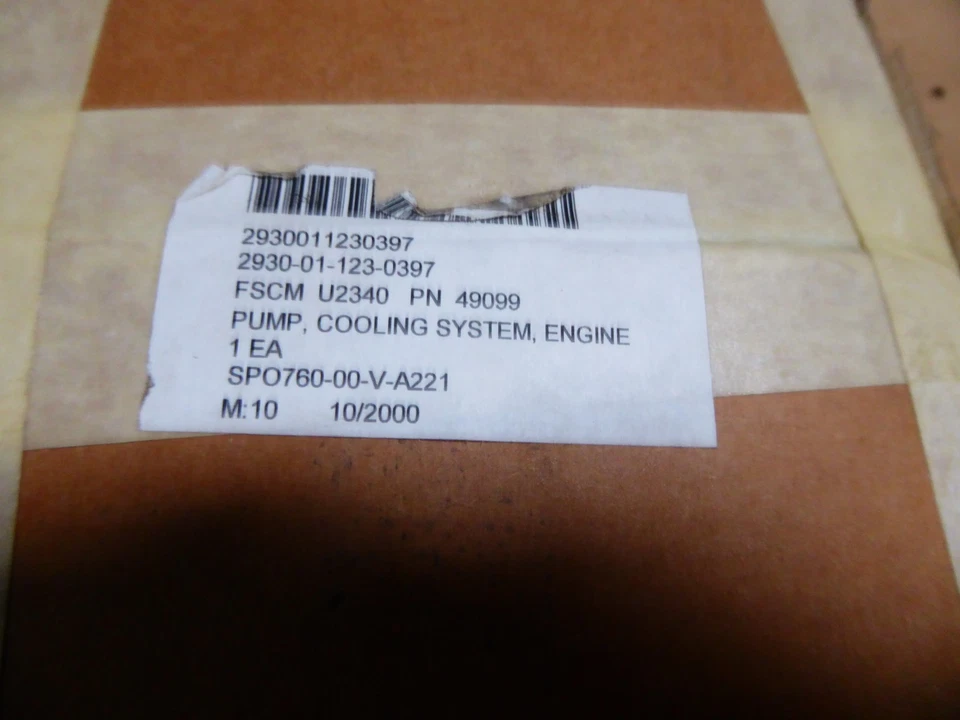 2930011230397
2930-01-123-0397
FSCM U2340 PN 49099
PUMP, COOLING SYSTEM, ENGINE
1 EA
SPO760-00-V-A221
M:10 10/2000